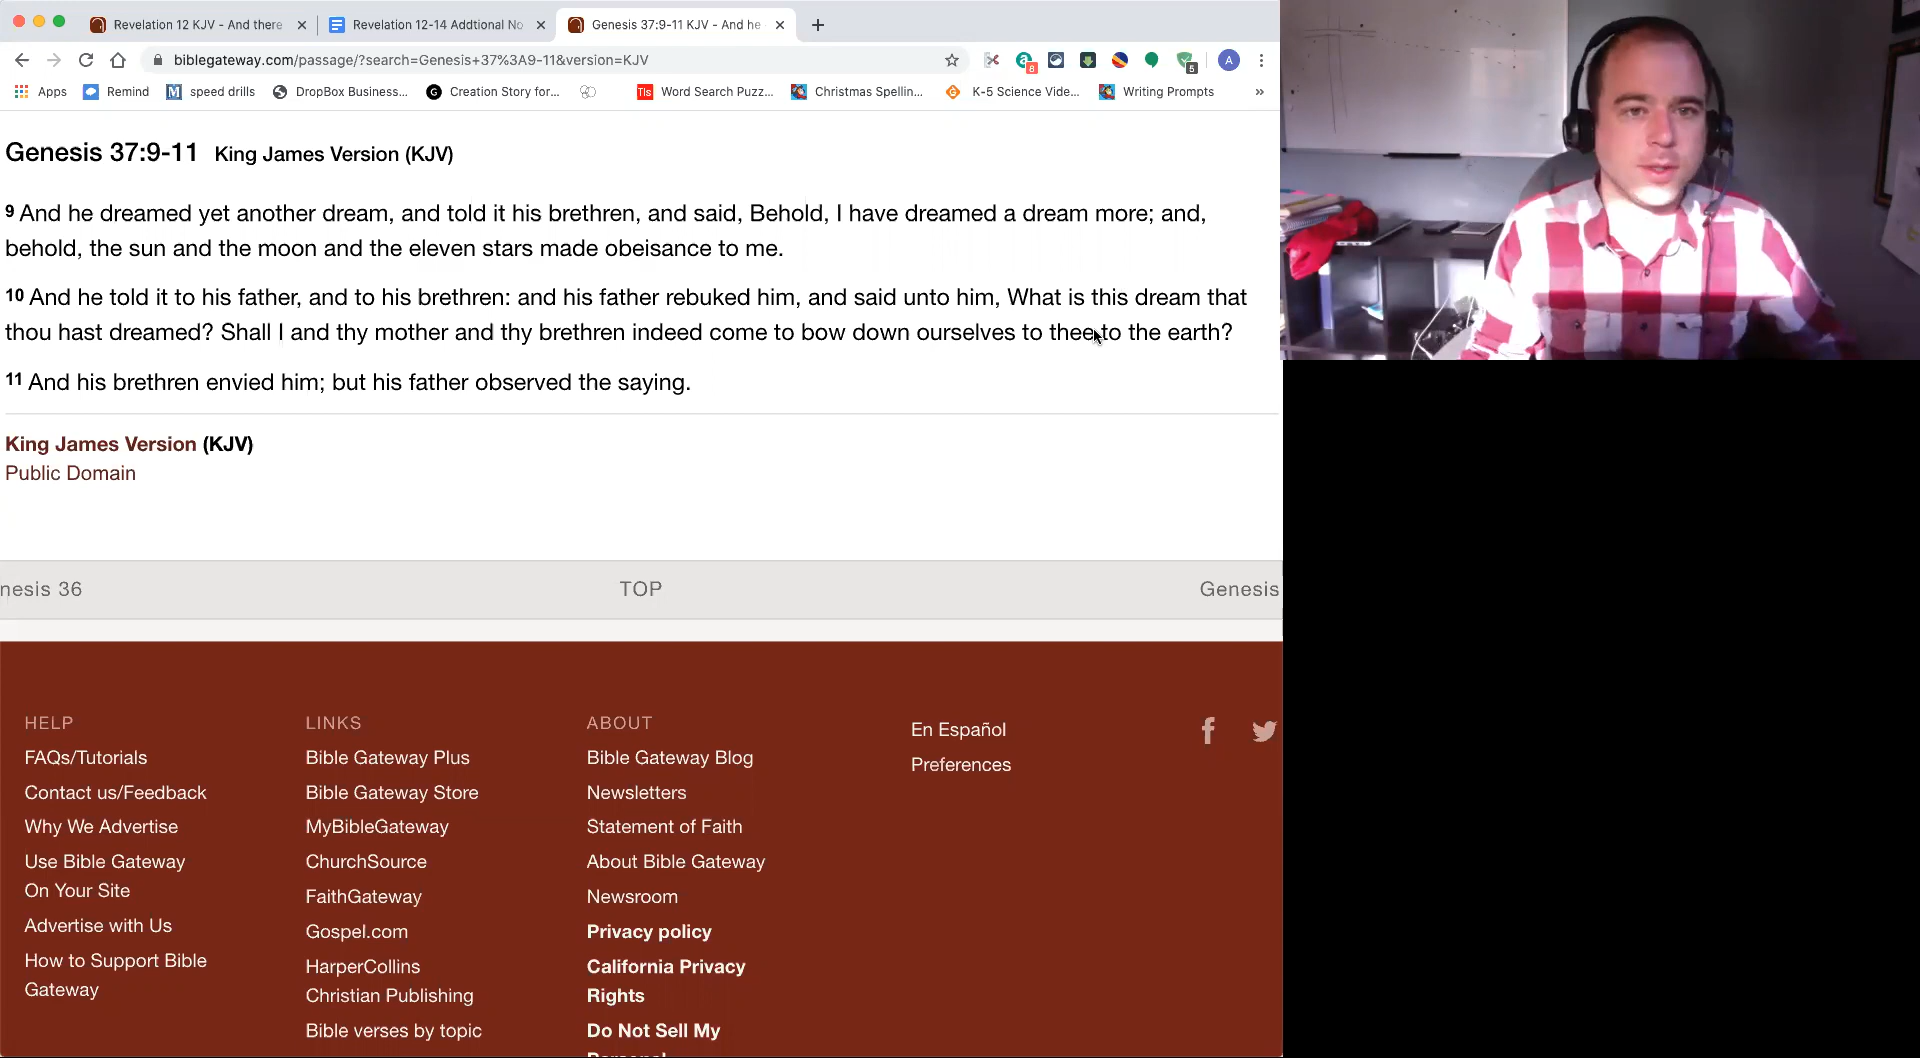 Revelation 12 KJV - And there
Revelation 12-14 Addtional No
Genesis 37:9-11 KJV - And he
biblegateway.com/passage/?search=Genesis+37%3A9-11&version=KJV
8
5
A
Apps
Remind
M
speed drills
DropBox Business...
G
Creation Story for...
TIs
Word Search Puzz...
Christmas Spellin...
K-5 Science Vide...
Writing Prompts
»
Genesis 37:9-11 King James Version (KJV)
9 And he dreamed yet another dream, and told it his brethren, and said, Behold, I have dreamed a dream more; and,
behold, the sun and the moon and the eleven stars made obeisance to me.
10 And he told it to his father, and to his brethren: and his father rebuked him, and said unto him, What is this dream that
thou hast dreamed? Shall I and thy mother and thy brethren indeed come to bow down ourselves to thee to the earth?
11 And his brethren envied him; but his father observed the saying.
King James Version (KJV)
Public Domain
nesis 36
TOP
Genesis
HELP
FAQs/Tutorials
Contact us/Feedback
Why We Advertise
Use Bible Gateway
On Your Site
Advertise with Us
How to Support Bible
Gateway
LINKS
Bible Gateway Plus
Bible Gateway Store
MyBibleGateway
ChurchSource
FaithGateway
Gospel.com
HarperCollins
Christian Publishing
Bible verses by topic
ABOUT
Bible Gateway Blog
Newsletters
Statement of Faith
About Bible Gateway
Newsroom
Privacy policy
California Privacy
Rights
Do Not Sell My
Personal
En Español
Preferences